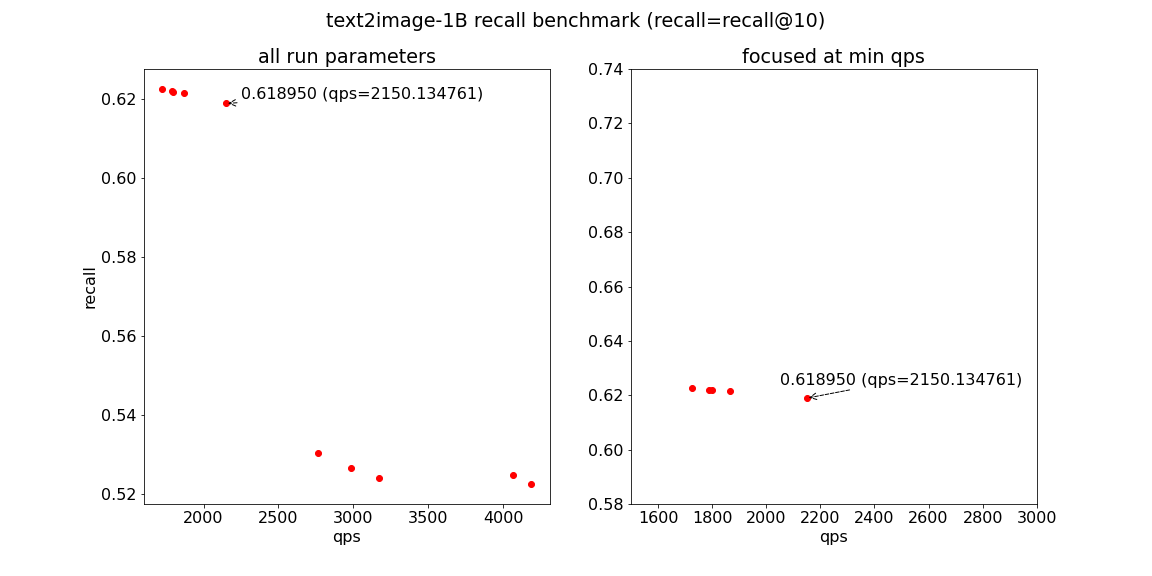 text2image-1B recall benchmark (recall=recall@10)
all run parameters
0.618950 (qps=2150.134761)
recall
0.62
0.60
0.58
0.56
0.54
0.52
2000 2500 3000 3500 4000
qps
focused at min qps
0.74
0.72
0.70
0.68
0.66
0.64
0.62
0.60
0.58
0.618950 (qps=2150.134761)
1600 1800 2000 2200 2400 2600 2800 3000
qps